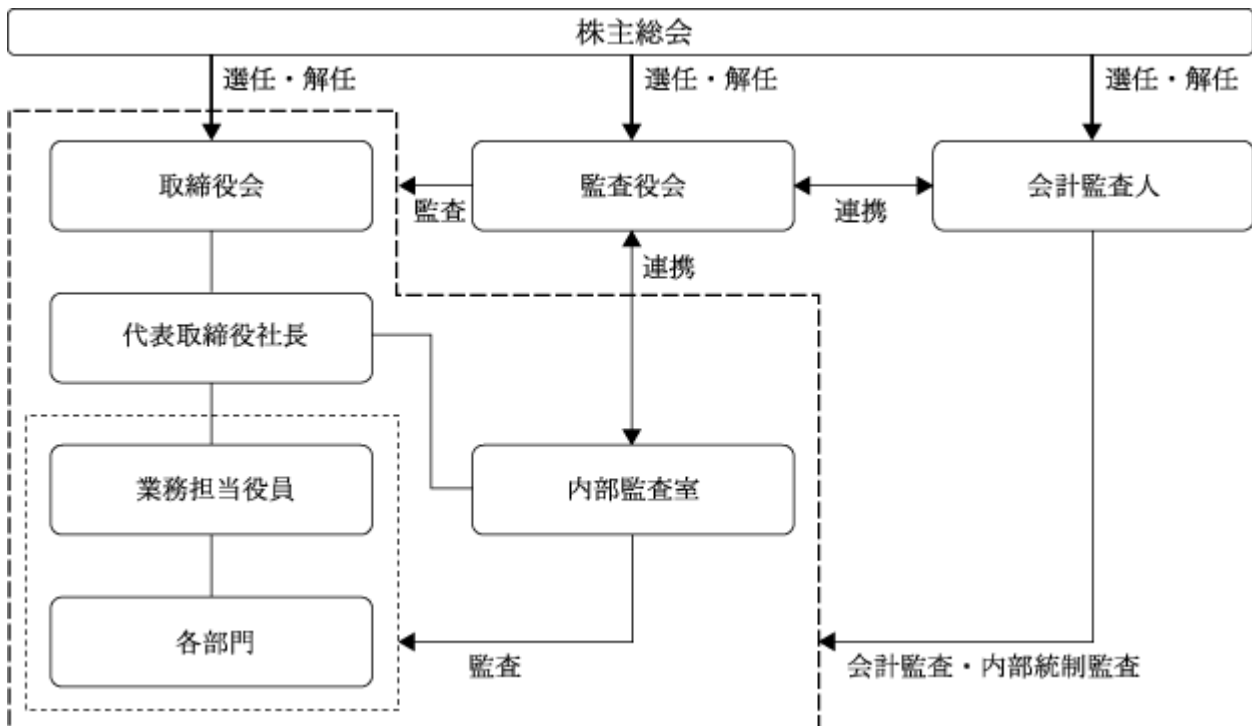 株主総会
選任・解任
選任・解任
選任・解任
取締役会
監査役会
会計監査人
監査
連携
連携
代表取締役社長
業務担当役員
内部監査室
各部門
監査
会計監査・内部統制監査